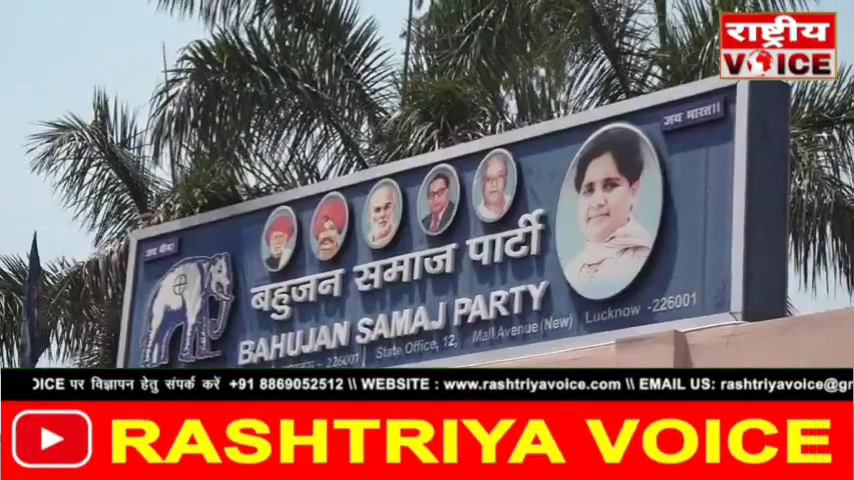 राष्ट्रीय
VOICE
जय भीम
जय भारत।।
बहुजन समाज पार्टी
BAHUJAN SAMAJ PARTY
226001 State Office, 12, Mall Avenue (New) Lucknow -226001
OICE पर विज्ञापन हेतु संपर्क करें +91 8869052512 \\ WEBSITE : www.rashtriyavoice.com \\ EMAIL US: rashtriyavoice@gr
RASHTRIYA VOICE